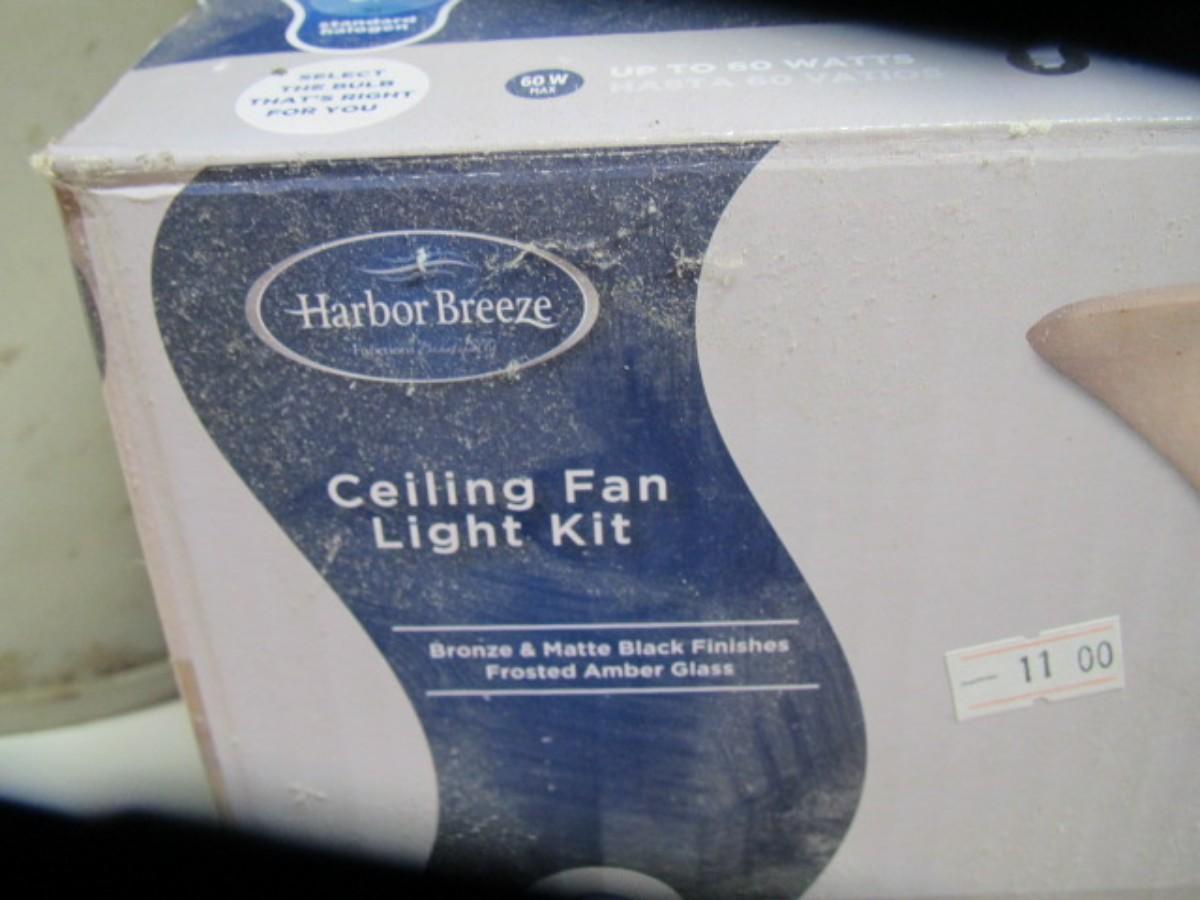 standard
halogen
SELECT
THE BULB
THAT'S RIGHT
FOR YOU
60 W
MAX
UP TO 60 WATTS
HASTA 60 VATIOS
Harbor Breeze
Ceiling Fan
Light Kit
Bronze & Matte Black Finishes
Frosted Amber Glass
11 00